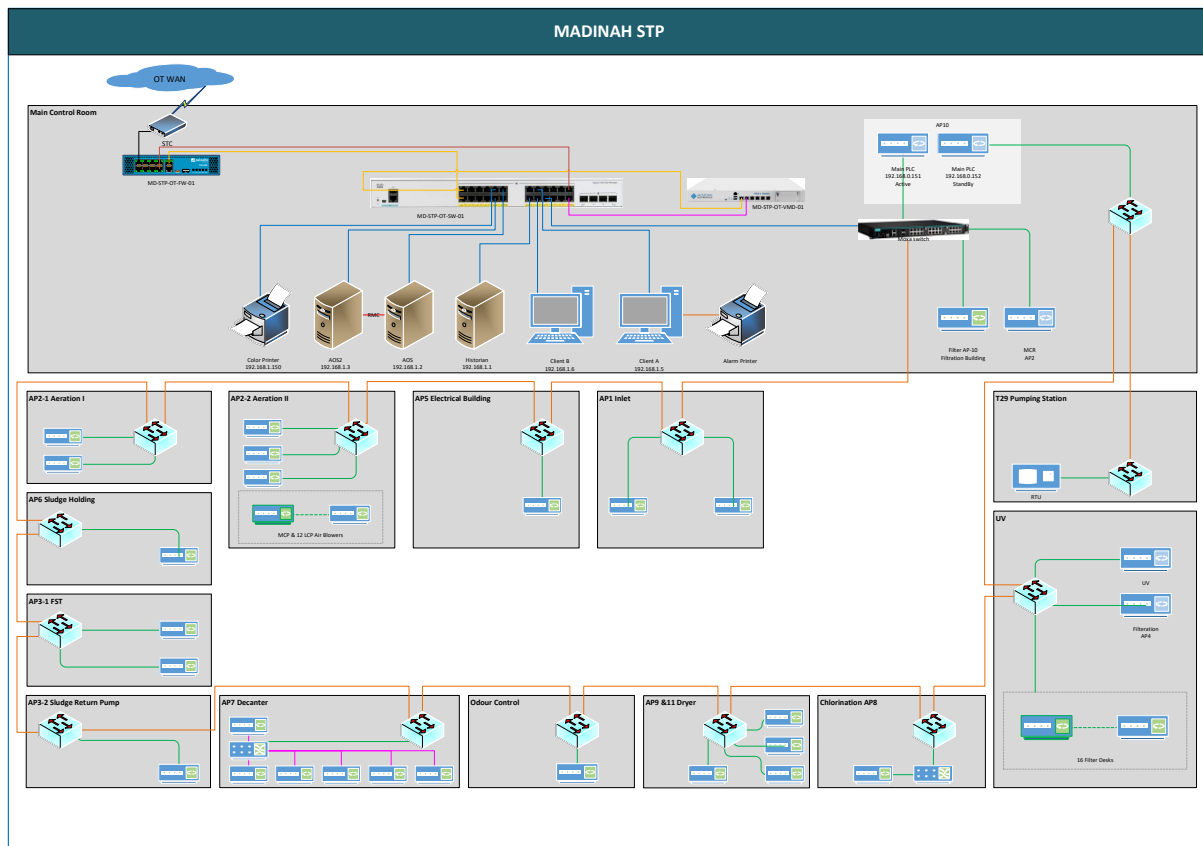 MADINAH STP
OT WAN
Main Control Room
STC
MD-STP-OT-FW-01
MD-STP-OT-SW-01
MD-STP-OT-VMD-01
AP10
Main PLC
192.168.0.151
Active
Main PLC
192.168.0.152
StandBy
Moxa switch
RMC
Color Printer
192.168.1.150
AOS2
192.168.1.3
AOS
192.168.1.2
Historian
192.168.1.1
Client B
192.168.1.6
Client A
192.168.1.5
Alarm Printer
Filter AP-10
Filtration Building
MCR
AP2
AP2-1 Aeration I
AP2-2 Aeration II
MCP & 12 LCP Air Blowers
AP5 Electrical Building
AP1 Inlet
T29 Pumping Station
RTU
AP6 Sludge Holding
UV
UV
Filteration
AP4
16 Filter Desks
AP3-1 FST
AP3-2 Sludge Return Pump
AP7 Decanter
Odour Control
AP9 &11 Dryer
Chlorination AP8